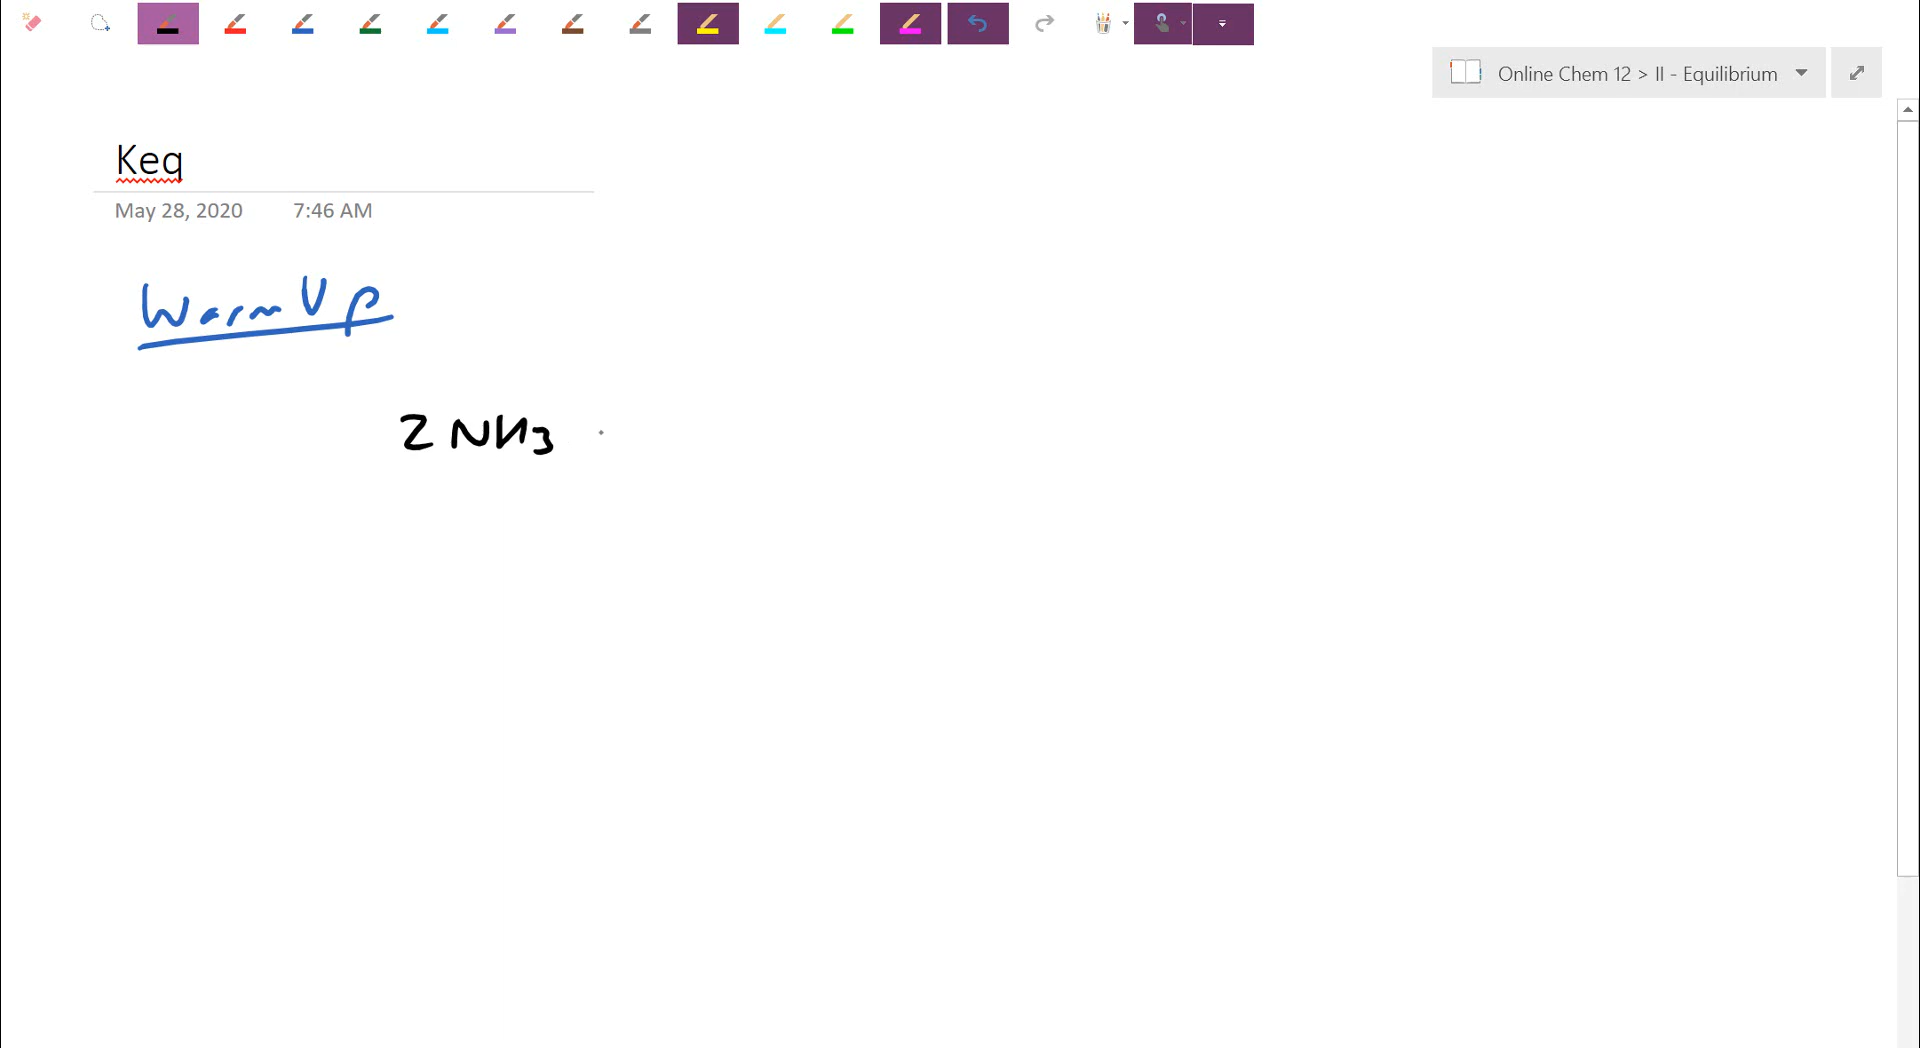 Online Chem 12 > II - Equilibrium
Keq
May 28, 2020 7:46 AM
Warm Up
2 NH3